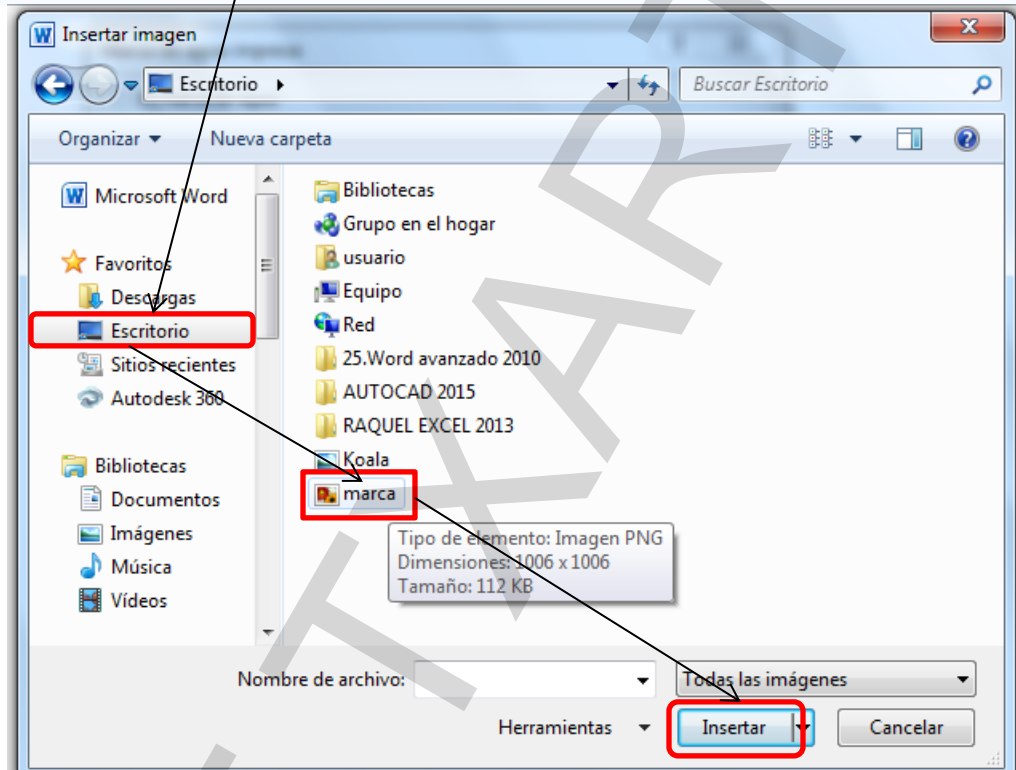 Insertar imagen
Escritorio
Buscar Escritorio
Organizar
Nueva carpeta
Microsoft Word
Favoritos
Descargas
Escritorio
Sitios recientes
Autodesk 360
Bibliotecas
Documentos
Imágenes
Música
Vídeos
Bibliotecas
Grupo en el hogar
usuario
Equipo
Red
25.Word avanzado 2010
AUTOCAD 2015
RAQUEL EXCEL 2013
Koala
marca
Tipo de elemento: Imagen PNG
Dimensiones: 1006 x 1006
Tamaño: 112 KB
Nombre de archivo:
Todas las imágenes
Herramientas
Insertar
Cancelar
TXART